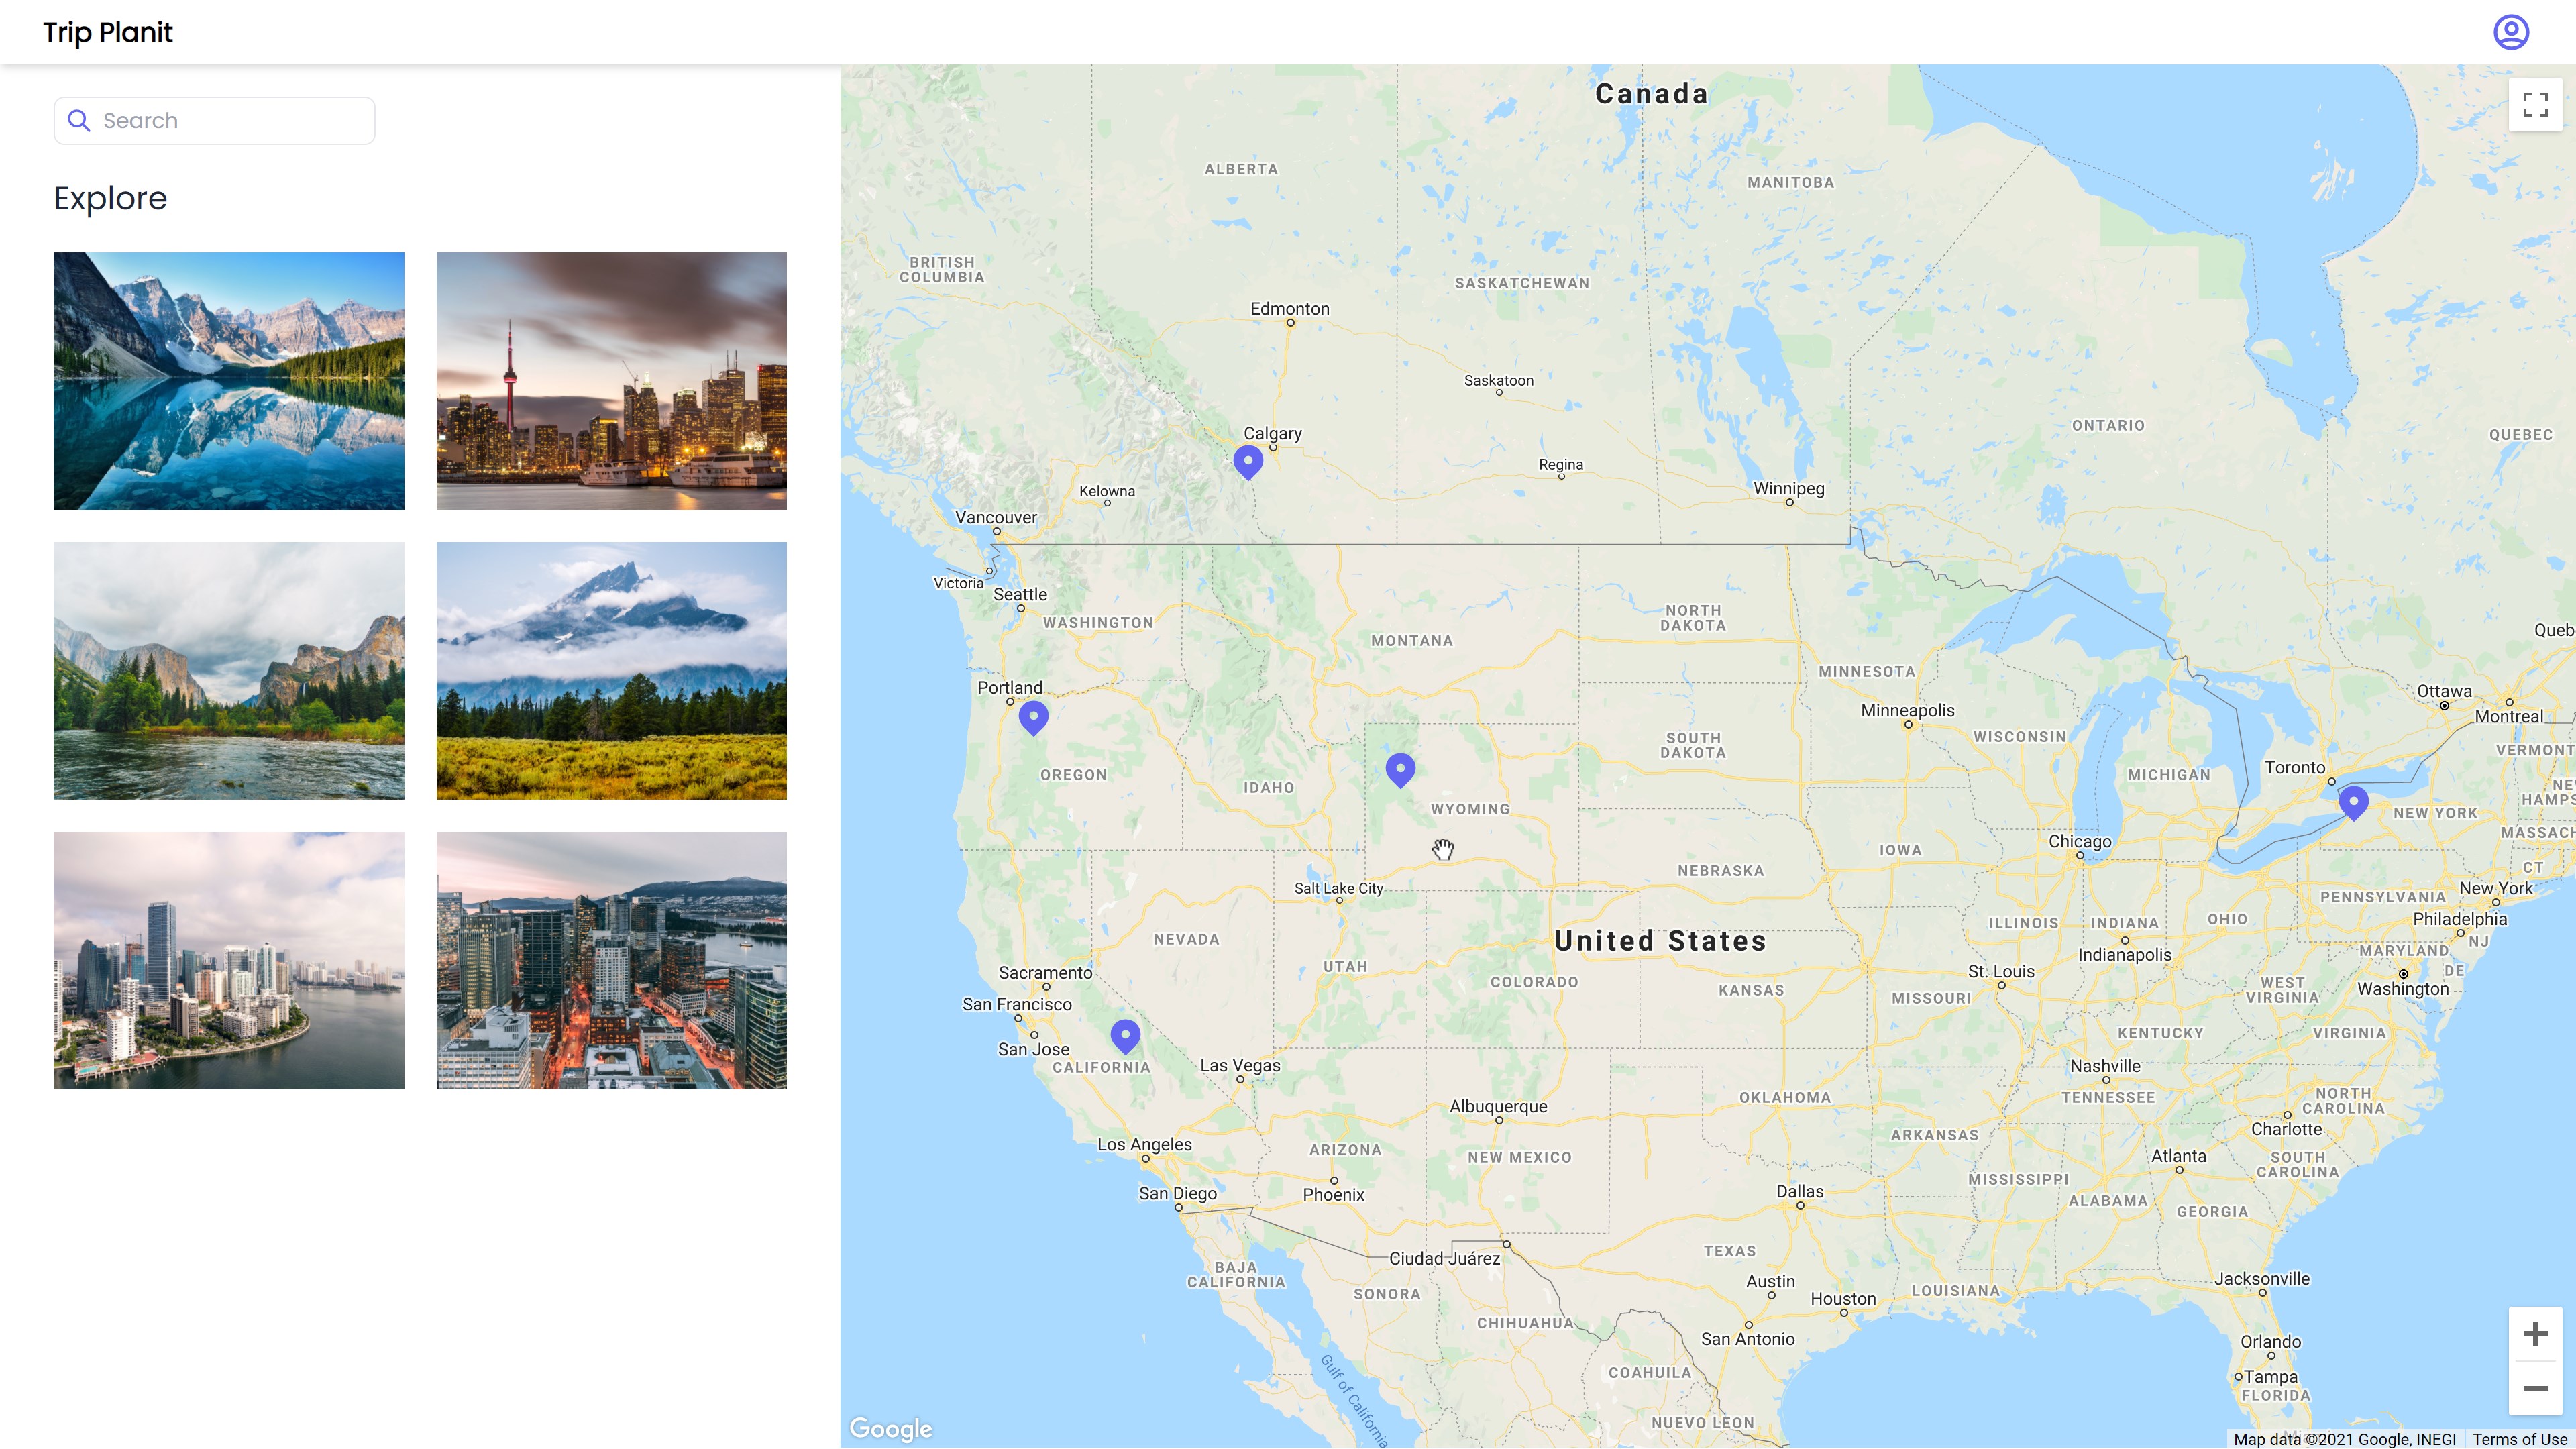 Trip Planit
Search
Explore
Canada
ALBERTA
MANITOBA
BRITISH
COLUMBIA
SASKATCHEWAN
Edmonton
Saskatoon
ONTARIO
Calgary
QUEBEC
Regina
Kelowna
Winnipeg
Vancouver
Victoria
Seattle
WASHINGTON
NORTH
DAKOTA
MONTANA
Queb
MINNESOTA
Portland
Ottawa
Minneapolis
Montreal
WISCONSIN
SOUTH
DAKOTA
VERMONT
Toronto
OREGON
MICHIGAN
IDAHO
NE
HAMPS
WYOMING
NEW YORK
MASSACH
Chicago
IOWA
CT
NEBRASKA
Salt Lake City
New York
PENNSYLVANIA
Philadelphia
ILLINOIS
INDIANA
OHIO
NEVADA
United States
NJ
MARYLAND
Indianapolis
UTAH
Sacramento
St. Louis
DE
COLORADO
KANSAS
WEST
VIRGINIA
Washington
MISSOURI
San Francisco
KENTUCKY
VIRGINIA
San Jose
CALIFORNIA
Las Vegas
Nashville
OKLAHOMA
TENNESSEE
NORTH
CAROLINA
Albuquerque
Charlotte
ARKANSAS
Los Angeles
ARIZONA
NEW MEXICO
Atlanta
SOUTH
CAROLINA
MISSISSIPPI
San Diego
Phoenix
Dallas
ALABAMA
GEORGIA
TEXAS
Ciudad Juárez
BAJA
CALIFORNIA
Austin
Jacksonville
SONORA
LOUISIANA
Houston
CHIHUAHUA
San Antonio
Orlando
Gulf of California
COAHUILA
Tampa
FLORIDA
NUEVO LEON
Google
Map data ©2021 Google, INEGI
Terms of Use